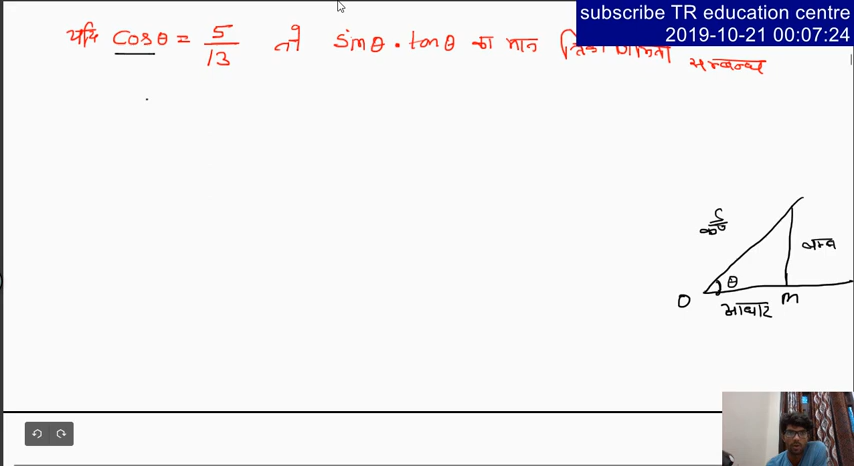 subscribe TR education centre
2019-10-21 00:07:24
यदि cosθ = 5/13 तो sinθ . tanθ का मान
सम्बन्ध
कर्ण
लम्ब
θ
O
M
आधार